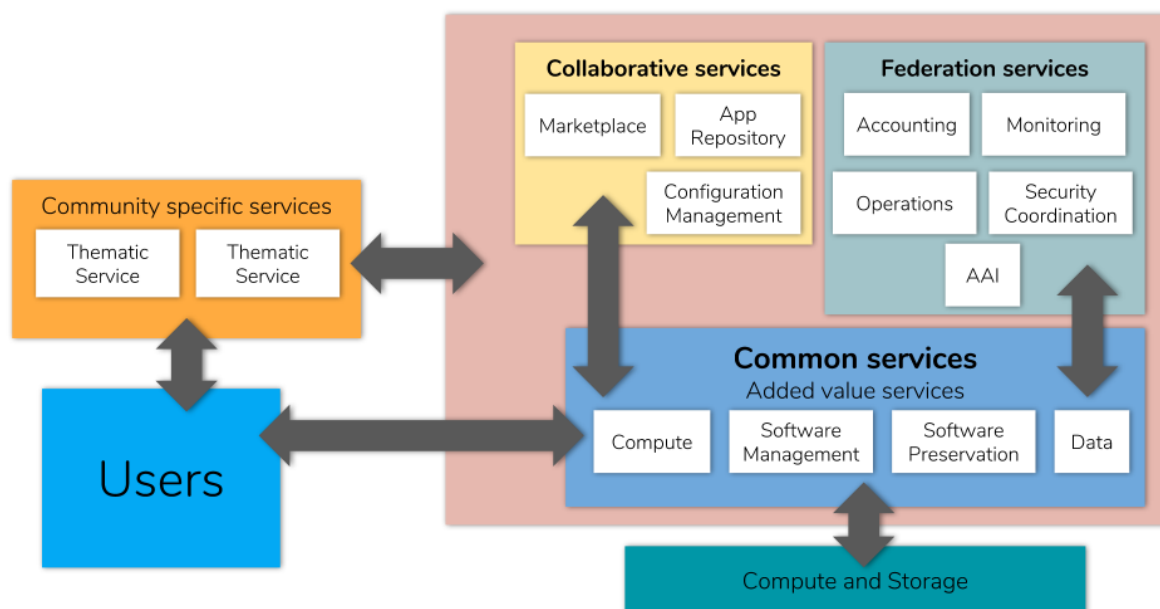 Collaborative services
Marketplace
App
Repository
Configuration
Management
Federation services
Accounting
Monitoring
Operations
Security
Coordination
AAI
Community specific services
Thematic
Service
Thematic
Service
Users
Common services
Added value services
Compute
Software
Management
Software
Preservation
Data
Compute and Storage